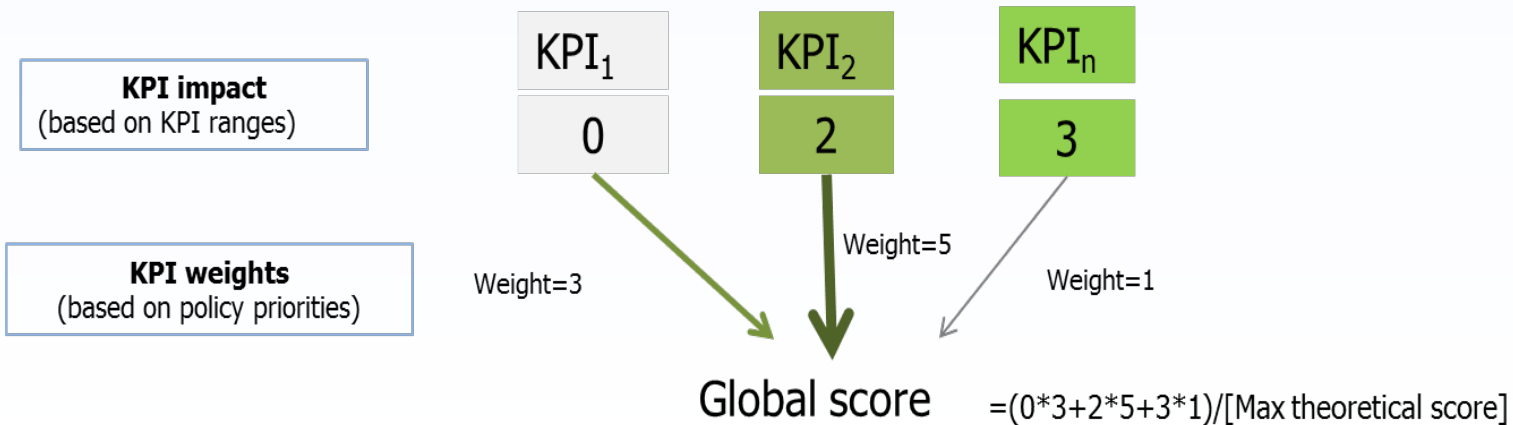 KPI1
KPI2
KPIn
KPI impact
(based on KPI ranges)
0
2
3
Weight=5
KPI weights
(based on policy priorities)
Weight=3
Weight=1
Global score
=(0*3+2*5+3*1)/[Max theoretical score]